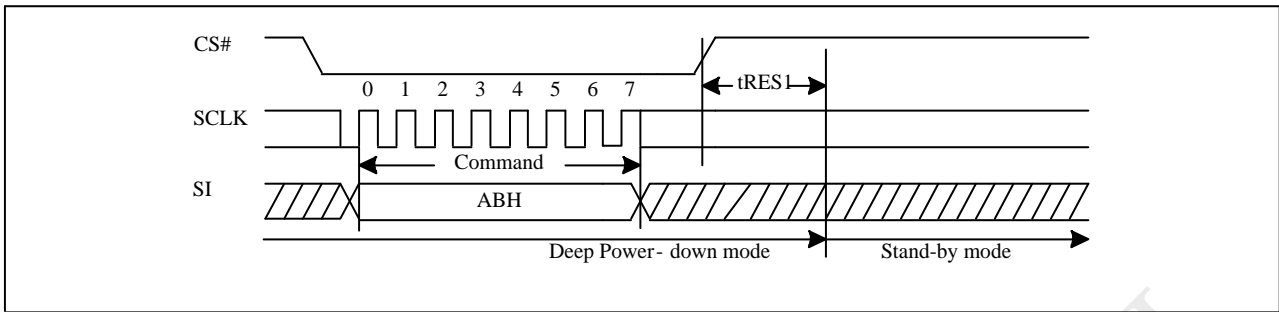 CS#
tRES1
0 1 2 3 4 5 6 7
SCLK
Command
SI
ABH
Deep Power- down mode
Stand-by mode